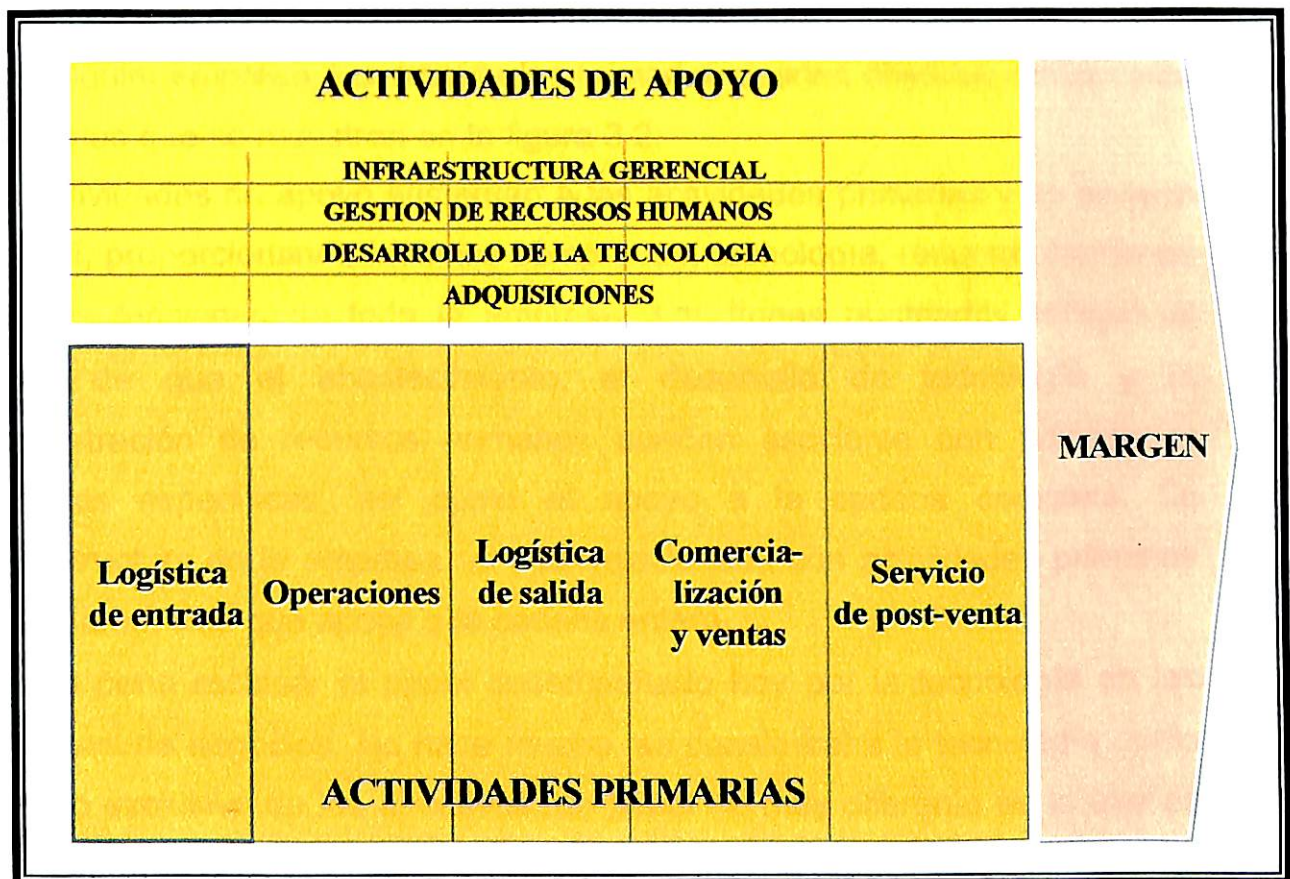 ACTIVIDADES DE APOYO
INFRAESTRUCTURA GERENCIAL
GESTION DE RECURSOS HUMANOS
DESARROLLO DE LA TECNOLOGIA
ADQUISICIONES
Logística
de entrada
Operaciones
Logística
de salida
Comercia-
lización
y ventas
Servicio
de post-venta
MARGEN
ACTIVIDADES PRIMARIAS